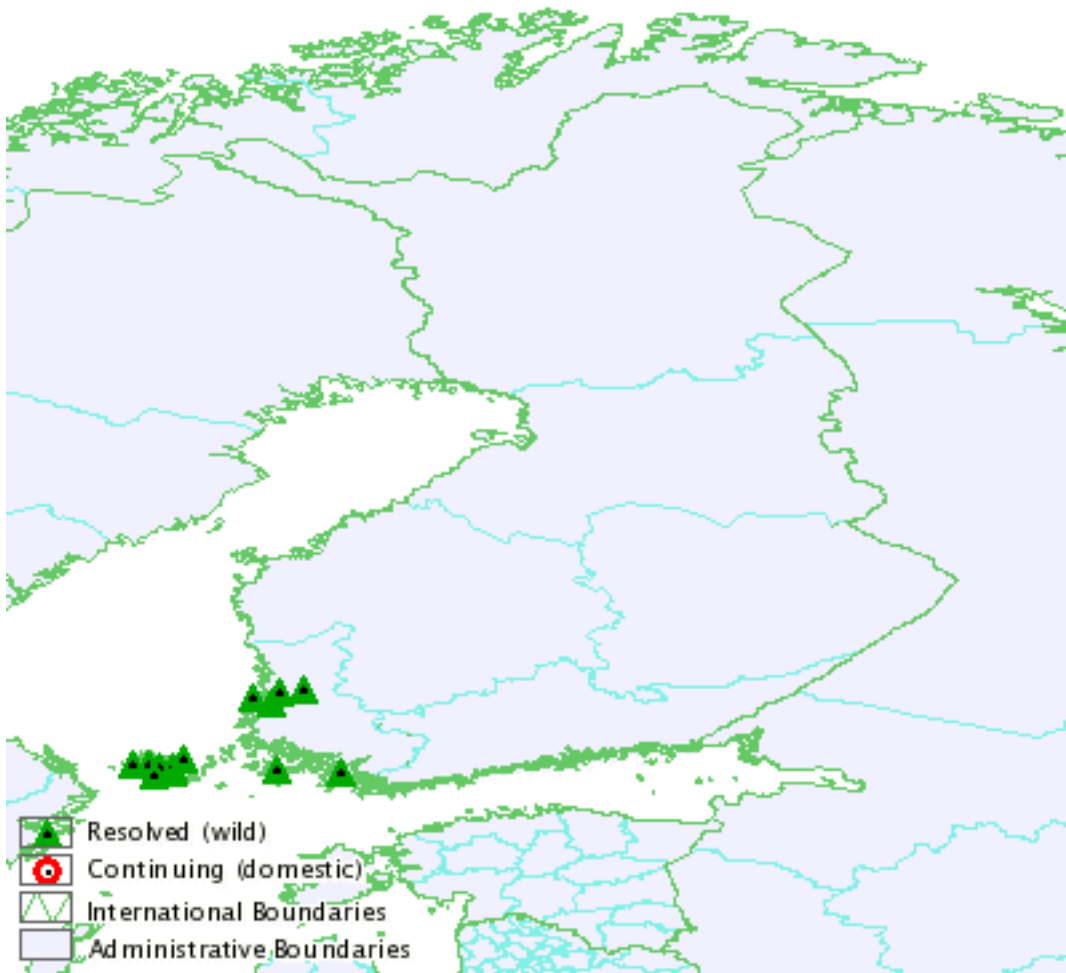 Resolved (wild)
Continuing (domestic)
International Boundaries
Administrative Boundaries